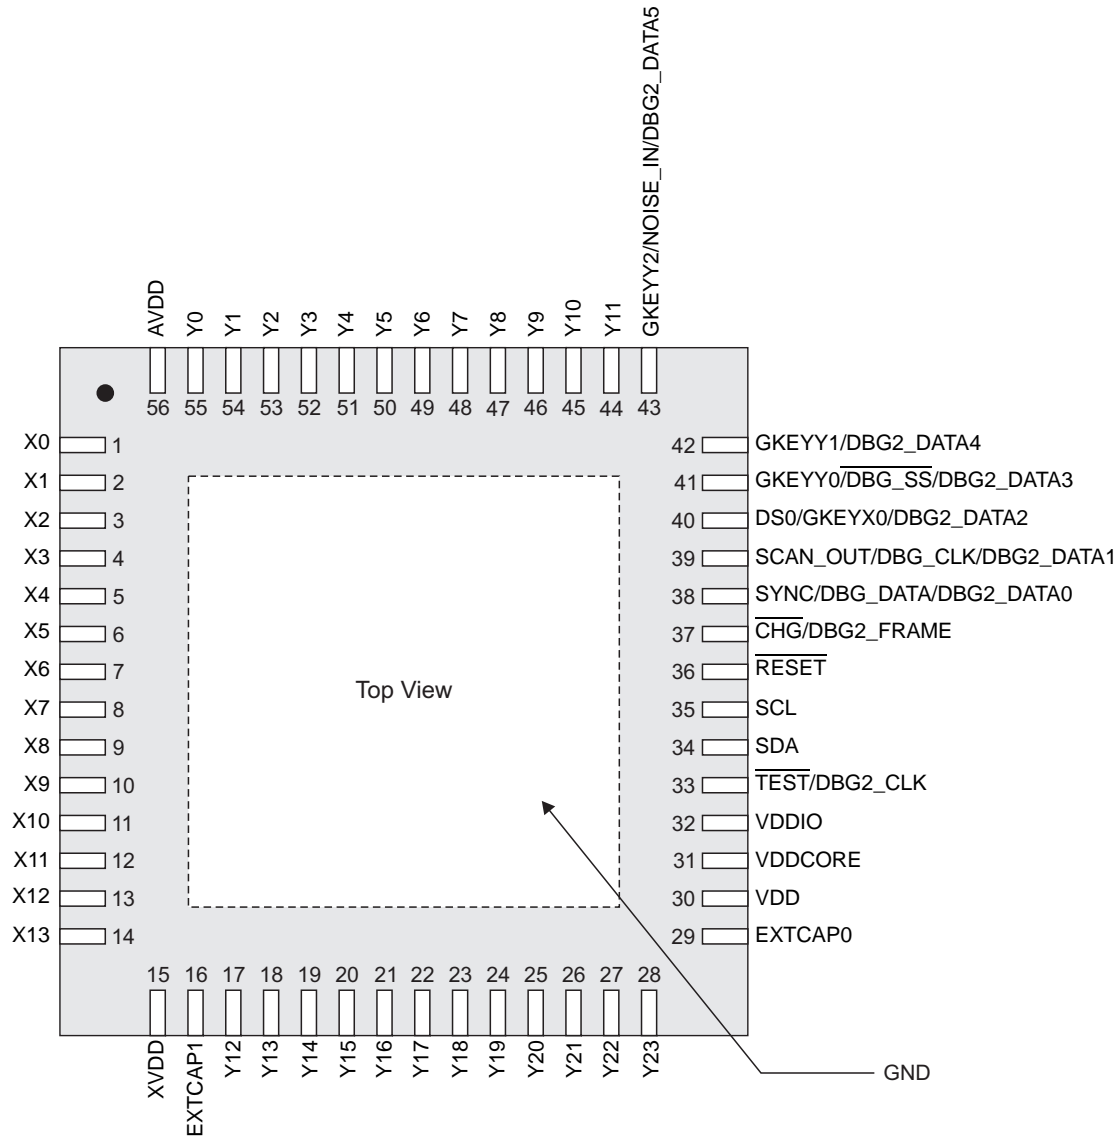 GKEYY2/NOISE_IN/DBG2_DATA5
AVDD
Y0
Y1
Y2
Y3
Y4
Y5
Y6
Y7
Y8
Y9
Y10
Y11
56 55 54 53 52 51 50 49 48 47 46 45 44 43
X0 1
X1 2
X2 3
X3 4
X4 5
X5 6
X6 7
X7 8
X8 9
X9 10
X10 11
X11 12
X12 13
X13 14
Top View
42 GKEYY1/DBG2_DATA4
41 GKEYY0/DBG_SS/DBG2_DATA3
40 DS0/GKEYX0/DBG2_DATA2
39 SCAN_OUT/DBG_CLK/DBG2_DATA1
38 SYNC/DBG_DATA/DBG2_DATA0
37 CHG/DBG2_FRAME
36 RESET
35 SCL
34 SDA
33 TEST/DBG2_CLK
32 VDDIO
31 VDDCORE
30 VDD
29 EXTCAP0
15 16 17 18 19 20 21 22 23 24 25 26 27 28
XVDD
EXTCAP1
Y12
Y13
Y14
Y15
Y16
Y17
Y18
Y19
Y20
Y21
Y22
Y23
GND